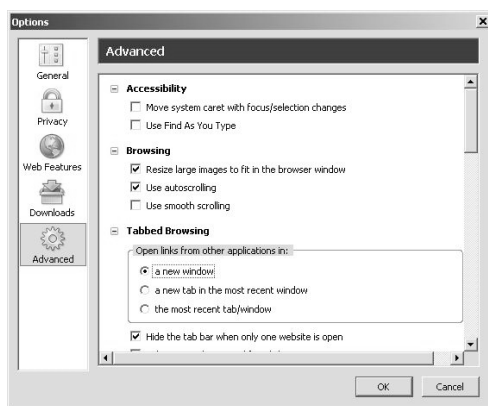 Options
x
General
Privacy
Web Features
Downloads
Advanced
Advanced
Accessibility
Move system caret with focus/selection changes
Use Find As You Type
Browsing
Resize large images to fit in the browser window
Use autoscrolling
Use smooth scrolling
Tabbed Browsing
Open links from other applications in:
a new window
a new tab in the most recent window
the most recent tab/window
Hide the tab bar when only one website is open
OK
Cancel